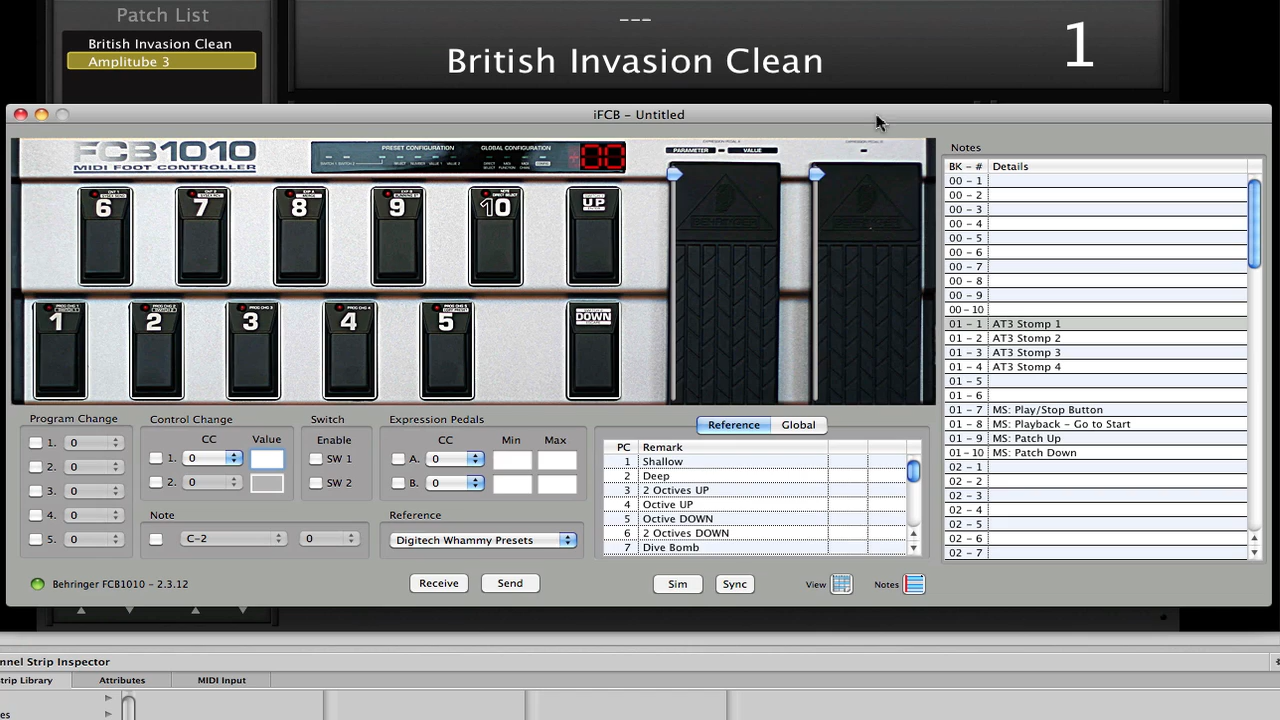 Patch List
British Invasion Clean
Amplitube 3
---
British Invasion Clean
1
iFCB – Untitled
FCB1010
MIDI FOOT CONTROLLER
PRESET CONFIGURATION
GLOBAL CONFIGURATION
00
PARAMETER
VALUE
6
7
8
9
10
UP
1
2
3
4
5
DOWN
Program Change
1. 0
2. 0
3. 0
4. 0
5. 0
Control Change
CC Value
1. 0
2. 0
Note
C-2 0
Switch
Enable
SW 1
SW 2
Expression Pedals
CC Min Max
A. 0
B. 0
Reference
Digitech Whammy Presets
Reference Global
PC Remark
1 Shallow
2 Deep
3 2 Octives UP
4 Octive UP
5 Octive DOWN
6 2 Octives DOWN
7 Dive Bomb
Behringer FCB1010 – 2.3.12
Receive
Send
Sim
Sync
View
Notes
Notes
BK – # Details
00 – 1
00 – 2
00 – 3
00 – 4
00 – 5
00 – 6
00 – 7
00 – 8
00 – 9
00 – 10
01 – 1 AT3 Stomp 1
01 – 2 AT3 Stomp 2
01 – 3 AT3 Stomp 3
01 – 4 AT3 Stomp 4
01 – 5
01 – 6
01 – 7 MS: Play/Stop Button
01 – 8 MS: Playback – Go to Start
01 – 9 MS: Patch Up
01 – 10 MS: Patch Down
02 – 1
02 – 2
02 – 3
02 – 4
02 – 5
02 – 6
02 – 7
nnel Strip Inspector
trip Library
Attributes
MIDI Input
es